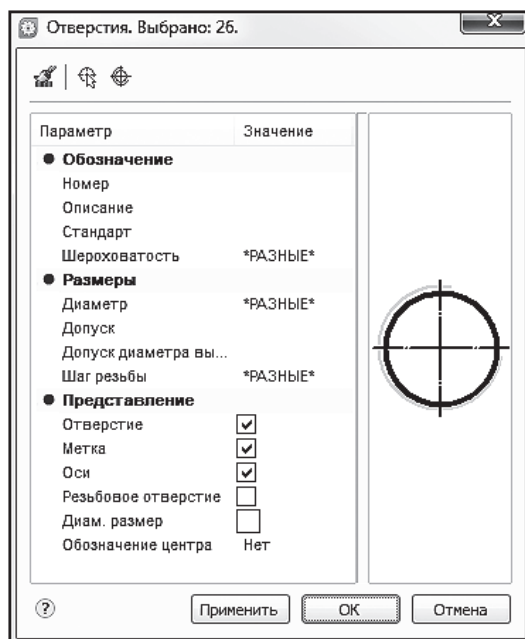 Отверстия. Выбрано: 26.
Параметр Значение
Обозначение
Номер
Описание
Стандарт
Шероховатость *РАЗНЫЕ*
Размеры
Диаметр *РАЗНЫЕ*
Допуск
Допуск диаметра вы...
Шаг резьбы *РАЗНЫЕ*
Представление
Отверстие
Метка
Оси
Резьбовое отверстие
Диам. размер
Обозначение центра Нет
? Применить ОК Отмена